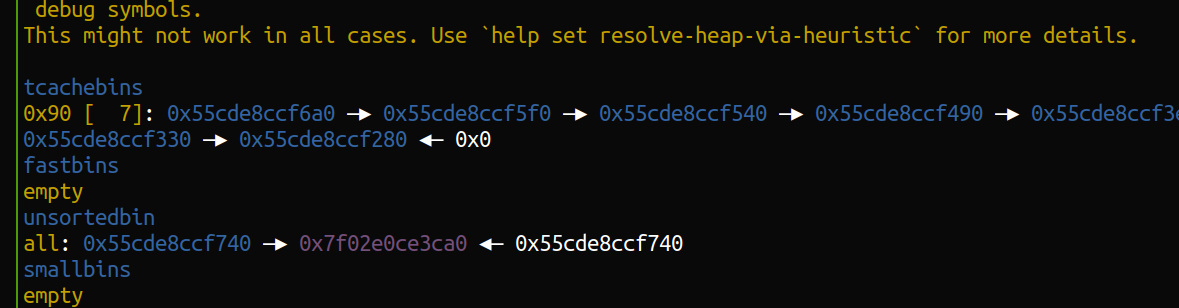 debug symbols.
This might not work in all cases. Use `help set resolve-heap-via-heuristic` for more details.
tcachebins
0x90 [  7]: 0x55cde8ccf6a0 —▸ 0x55cde8ccf5f0 —▸ 0x55cde8ccf540 —▸ 0x55cde8ccf490 —▸
0x55cde8ccf330 —▸ 0x55cde8ccf280 ◂— 0x0
fastbins
empty
unsortedbin
all: 0x55cde8ccf740 —▸ 0x7f02e0ce3ca0 ◂— 0x55cde8ccf740
smallbins
empty